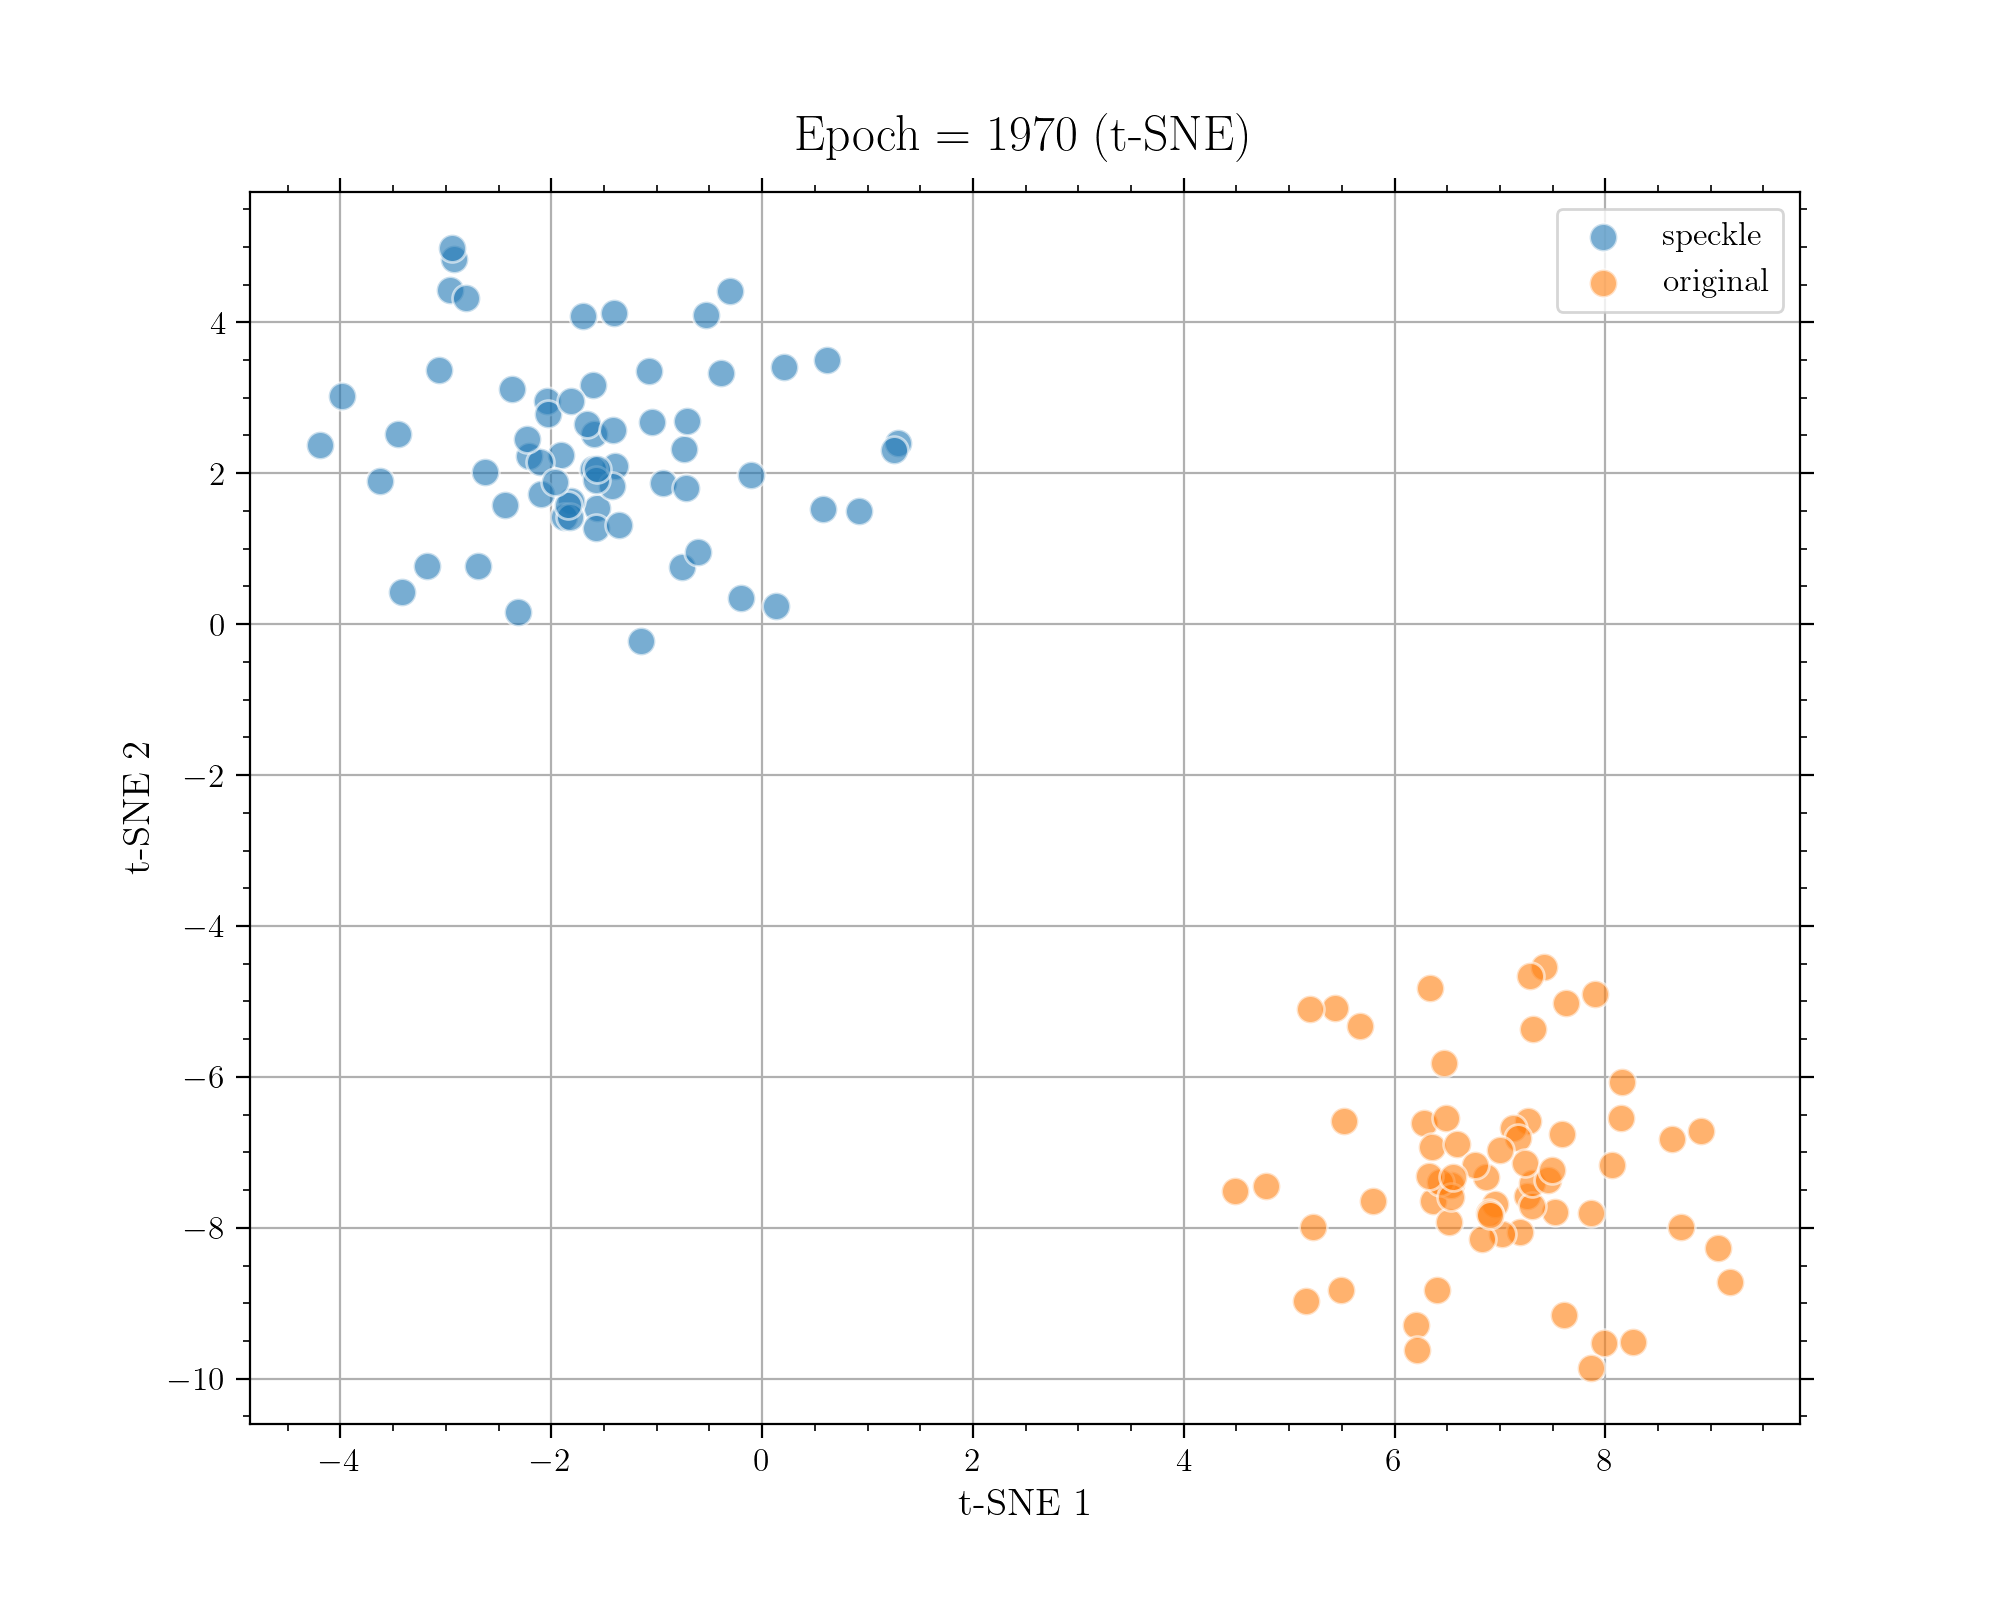 Epoch = 1970 (t-SNE)
speckle
original
4
2
0
−2
−4
−6
−8
−10
t-SNE 2
−4 −2 0 2 4 6 8
t-SNE 1